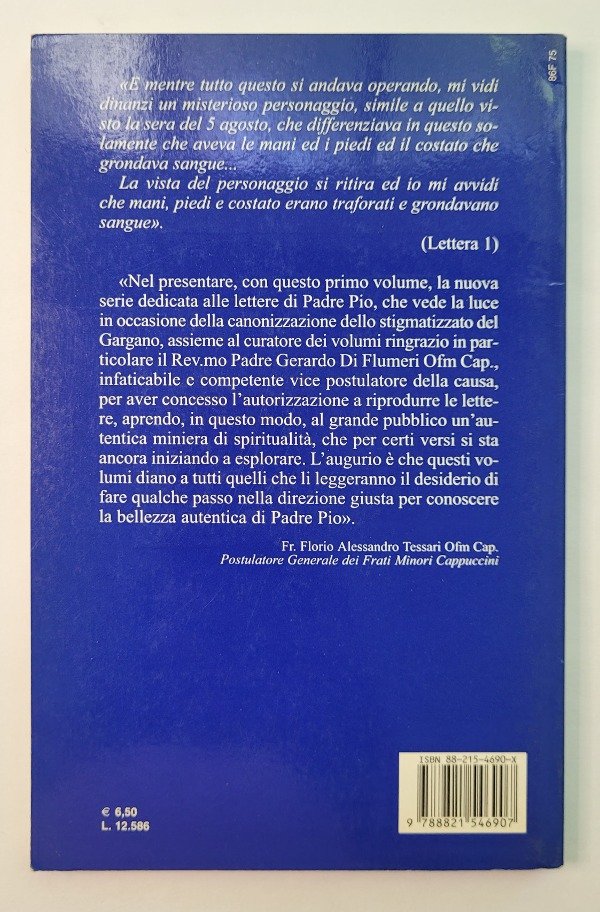 86F 75
«E mentre tutto questo si andava operando, mi vidi
dinanzi un misterioso personaggio, simile a quello vi-
sto la sera del 5 agosto, che differenziava in questo so-
lamente che aveva le mani ed i piedi ed il costato che
grondava sangue...
La vista del personaggio si ritira ed io mi avvidi
che mani, piedi e costato erano traforati e grondavano
sangue».
(Lettera 1)
«Nel presentare, con questo primo volume, la nuova
serie dedicata alle lettere di Padre Pio, che vede la luce
in occasione della canonizzazione dello stigmatizzato del
Gargano, assieme al curatore dei volumi ringrazio in par-
ticolare il Rev.mo Padre Gerardo Di Flumeri Ofm Cap.,
infaticabile e competente vice postulatore della causa,
per aver concesso l'autorizzazione a riprodurre le lette-
re, aprendo, in questo modo, al grande pubblico un'au-
tentica miniera di spiritualità, che per certi versi si sta
ancora iniziando a esplorare. L'augurio è che questi vo-
lumi diano a tutti quelli che li leggeranno il desiderio di
fare qualche passo nella direzione giusta per conoscere
la bellezza autentica di Padre Pio».
Fr. Florio Alessandro Tessari Ofm Cap.
Postulatore Generale dei Frati Minori Cappuccini
ISBN 88-215-4690-X
9 788821 546907
€ 6,50
L. 12.586